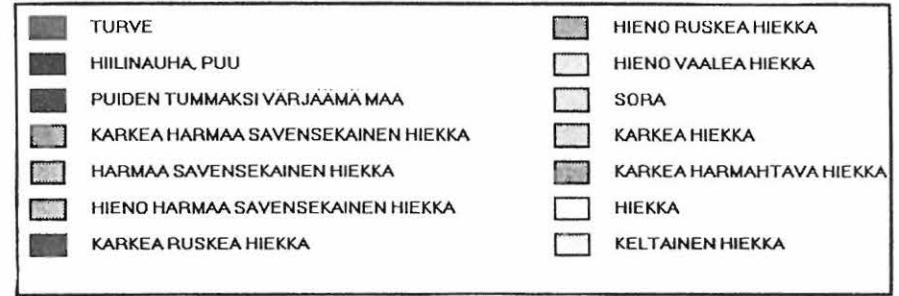 TURVE
HIILINAUHA, PUU
PUIDEN TUMMAKSI VÄRJÄÄMÄ MAA
KARKEA HARMAA SAVENSEKAINEN HIEKKA
HARMAA SAVENSEKAINEN HIEKKA
HIENO HARMAA SAVENSEKAINEN HIEKKA
KARKEA RUSKEA HIEKKA
HIENO RUSKEA HIEKKA
HIENO VAALEA HIEKKA
SORA
KARKEA HIEKKA
KARKEA HARMAHTAVA HIEKKA
HIEKKA
KELTAINEN HIEKKA